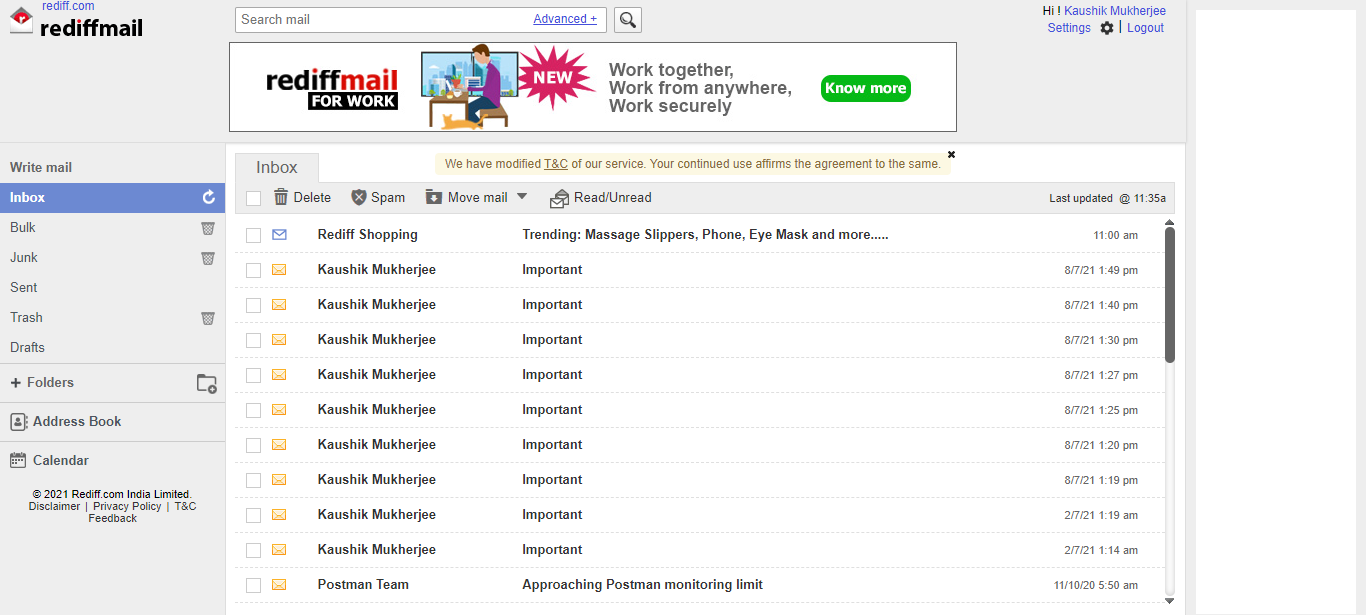 rediff.com
rediffmail
Search mail Advanced +
Hi ! Kaushik Mukherjee
Settings | Logout
rediffmail
FOR WORK
NEW
Work together,
Work from anywhere,
Work securely
Know more
Write mail
Inbox
Bulk
Junk
Sent
Trash
Drafts
+ Folders
Address Book
Calendar
© 2021 Rediff.com India Limited.
Disclaimer | Privacy Policy | T&C
Feedback
Inbox
We have modified T&C of our service. Your continued use affirms the agreement to the same.
Delete Spam Move mail Read/Unread Last updated @ 11:35a
Rediff Shopping Trending: Massage Slippers, Phone, Eye Mask and more..... 11:00 am
Kaushik Mukherjee Important 8/7/21 1:49 pm
Kaushik Mukherjee Important 8/7/21 1:40 pm
Kaushik Mukherjee Important 8/7/21 1:30 pm
Kaushik Mukherjee Important 8/7/21 1:27 pm
Kaushik Mukherjee Important 8/7/21 1:25 pm
Kaushik Mukherjee Important 8/7/21 1:20 pm
Kaushik Mukherjee Important 8/7/21 1:19 pm
Kaushik Mukherjee Important 2/7/21 1:19 am
Kaushik Mukherjee Important 2/7/21 1:14 am
Postman Team Approaching Postman monitoring limit 11/10/20 5:50 am